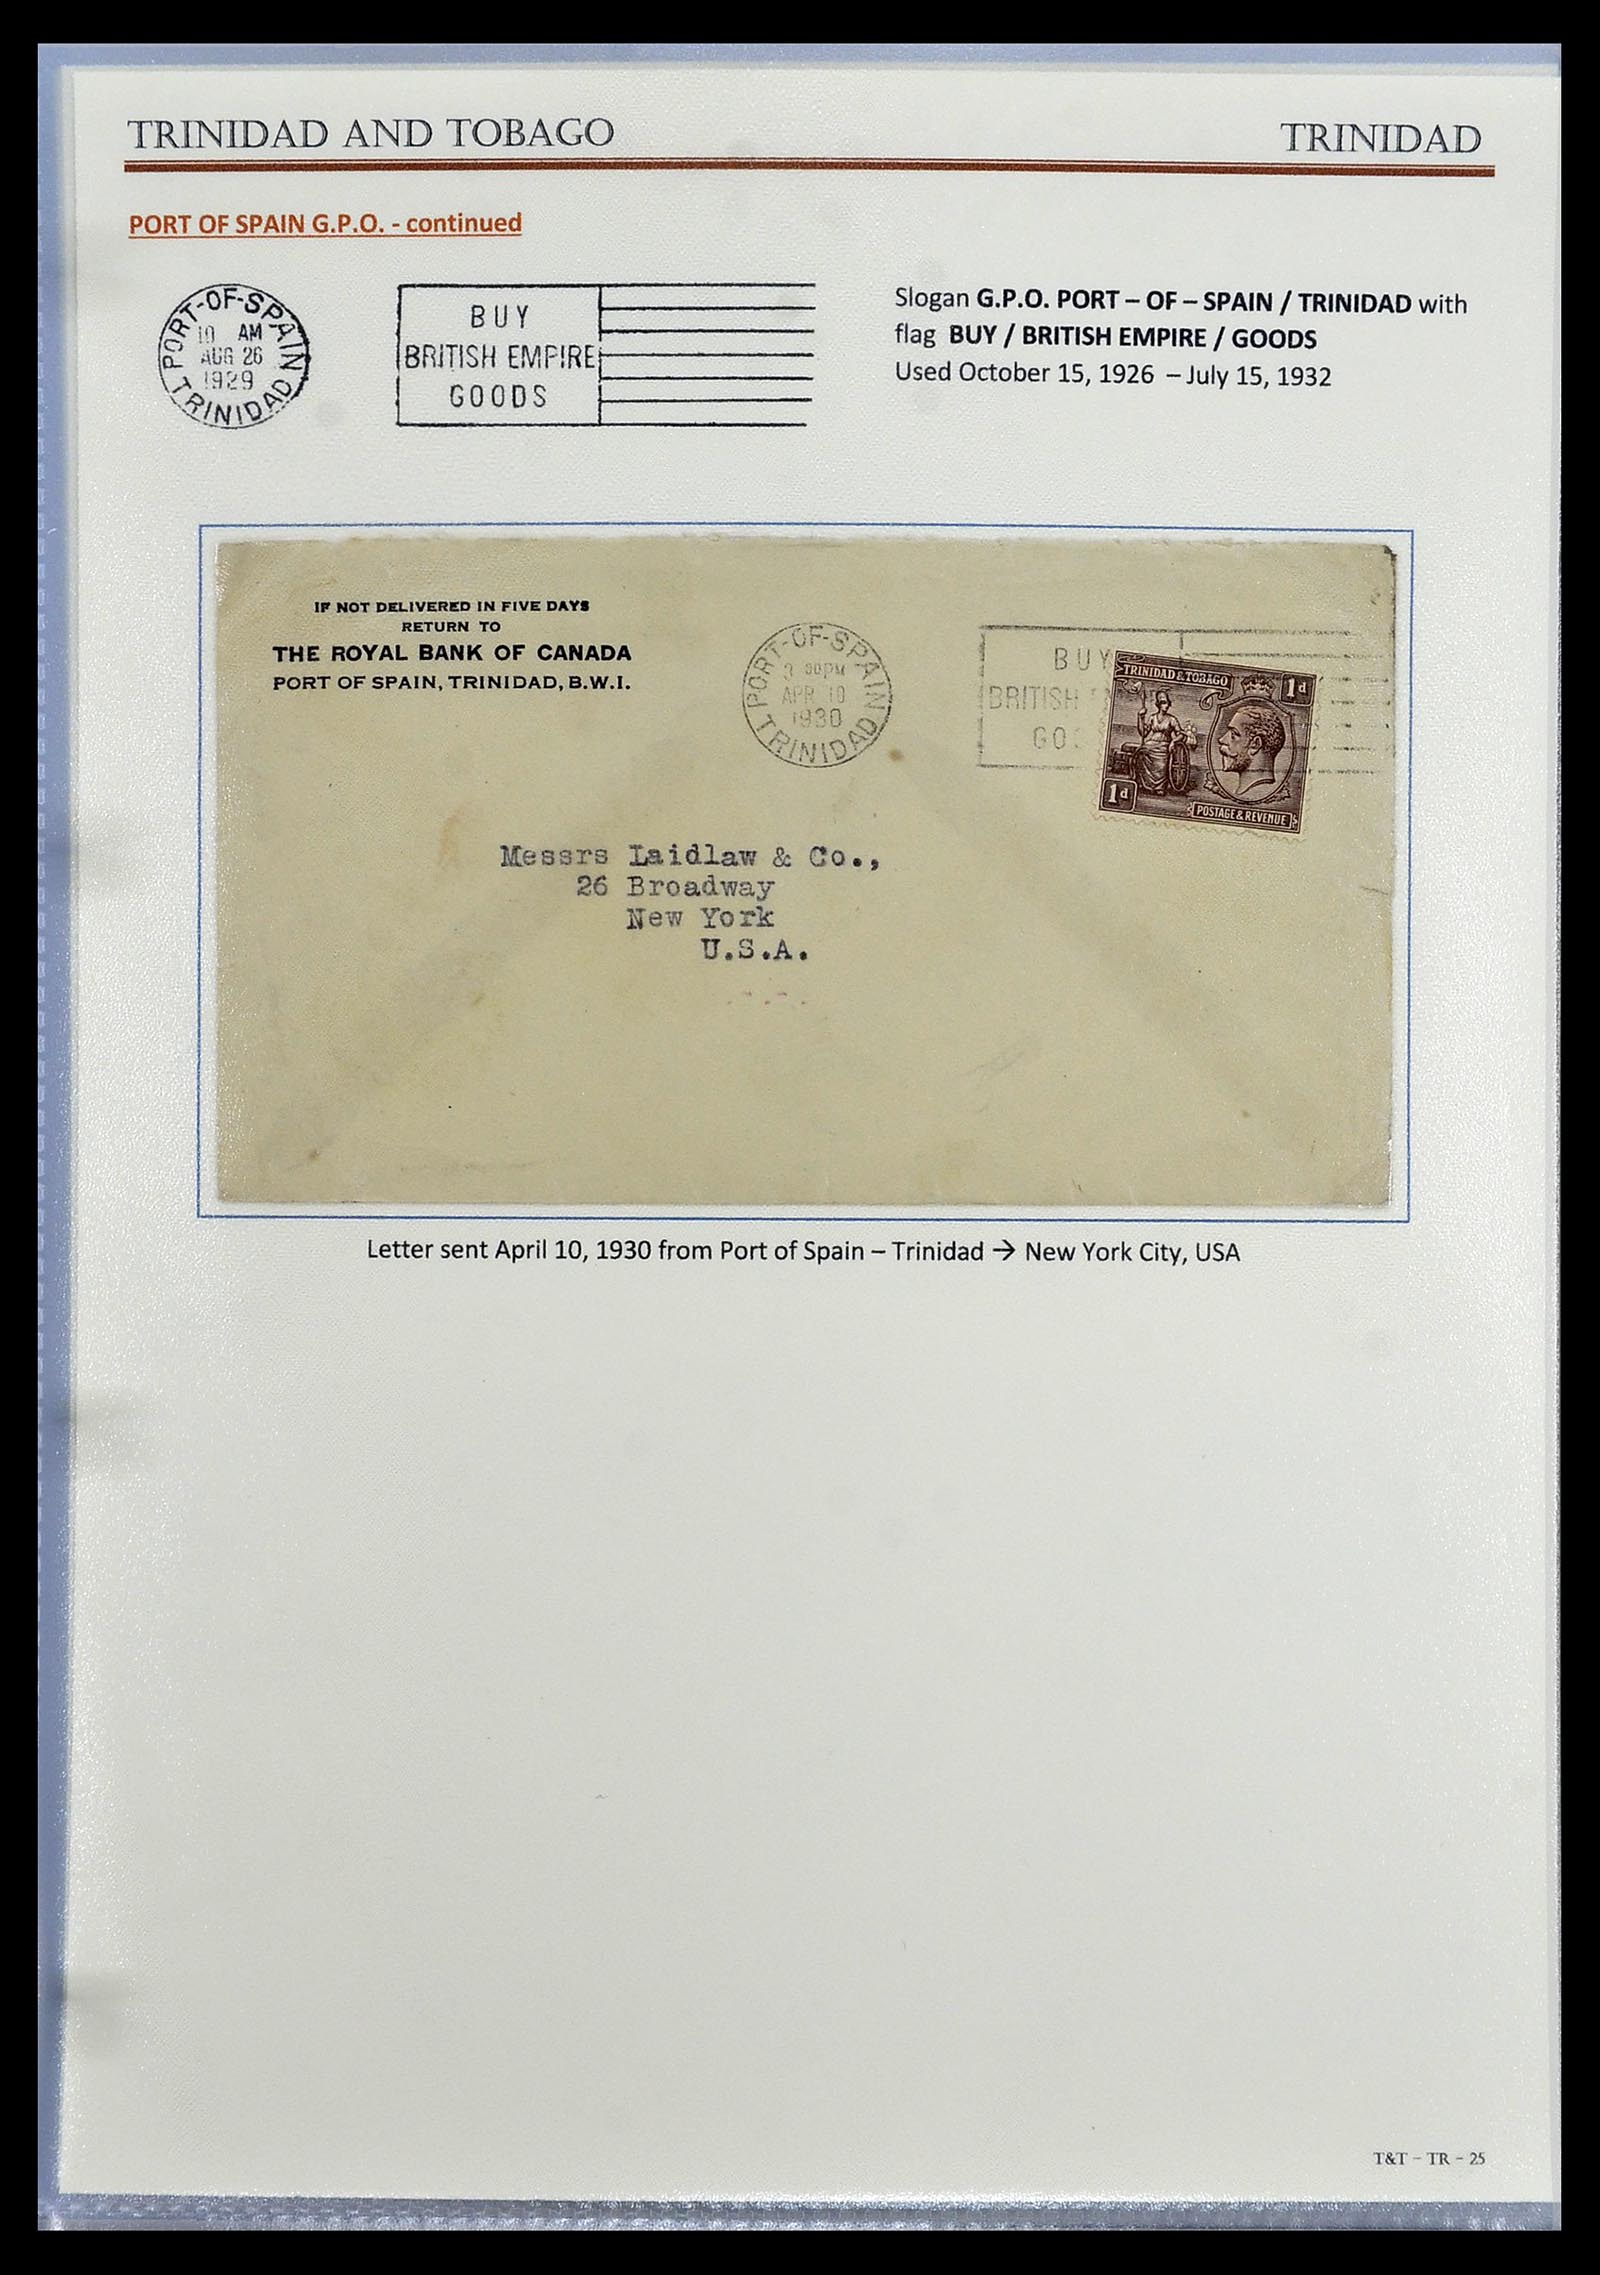 TRINIDAD AND TOBAGO
TRINIDAD
PORT OF SPAIN G.P.O. - continued
PORT-OF-SPAIN
10 AM
AUG 26
1929
TRINIDAD
BUY
BRITISH EMPIRE
GOODS
Slogan G.P.O. PORT – OF – SPAIN / TRINIDAD with
flag BUY / BRITISH EMPIRE / GOODS
Used October 15, 1926 – July 15, 1932
IF NOT DELIVERED IN FIVE DAYS
RETURN TO
THE ROYAL BANK OF CANADA
PORT OF SPAIN, TRINIDAD, B.W.I.
PORT-OF-SPAIN
3 00PM
APR 10
1930
TRINIDAD
BUY
BRITISH
GO
TRINIDAD & TOBAGO
1d
1d
POSTAGE & REVENUE
Messrs Laidlaw & Co.,
26 Broadway
New York
U.S.A.
Letter sent April 10, 1930 from Port of Spain – Trinidad → New York City, USA
T&T – TR – 25